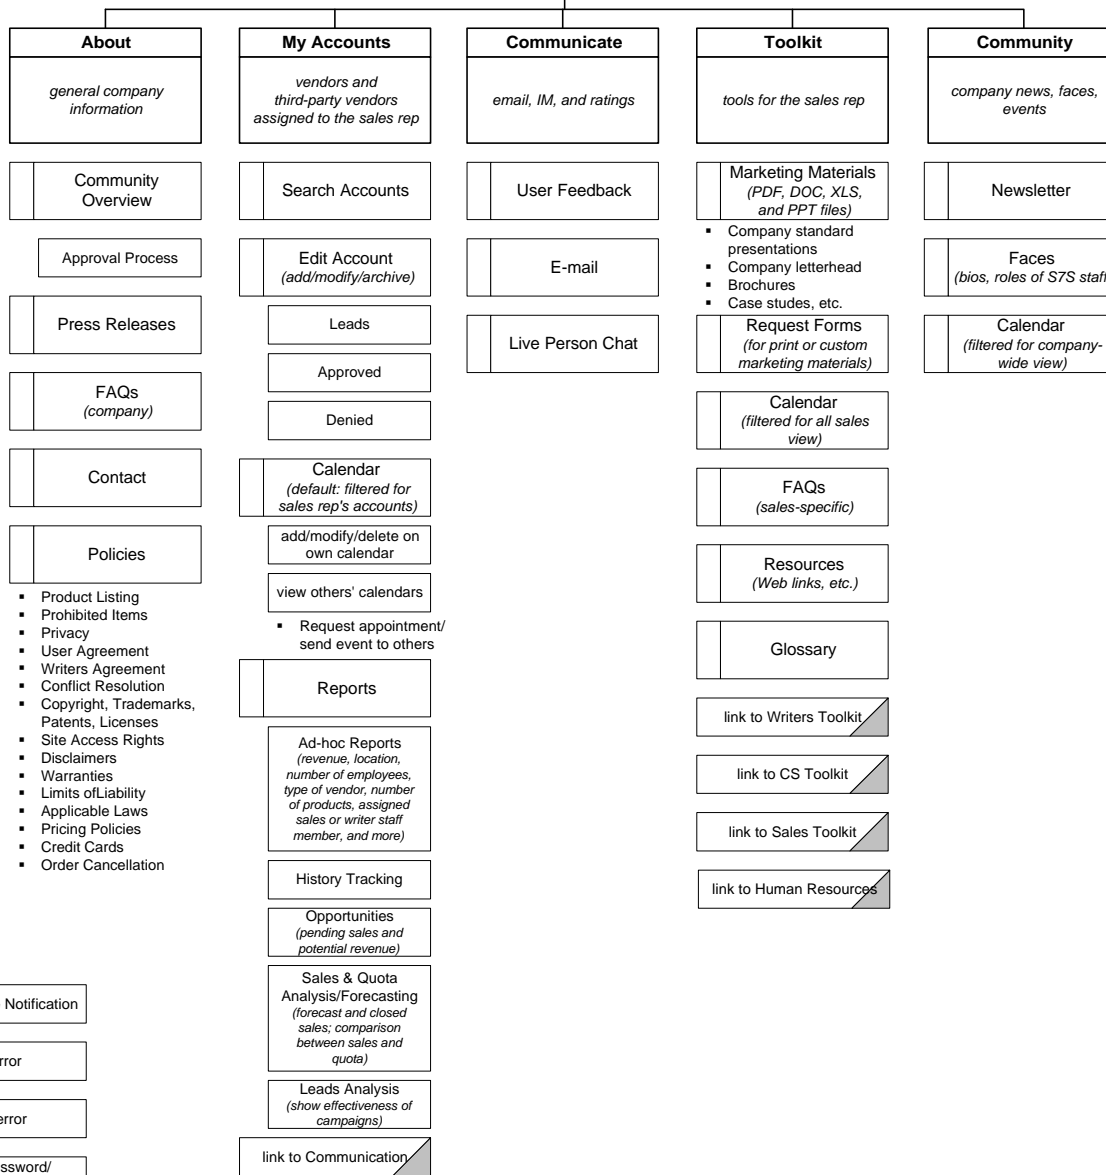 About
general company
information
Community
Overview
Approval Process
Press Releases
FAQs
(company)
Contact
Policies
▪ Product Listing
▪ Prohibited Items
▪ Privacy
▪ User Agreement
▪ Writers Agreement
▪ Conflict Resolution
▪ Copyright, Trademarks,
Patents, Licenses
▪ Site Access Rights
▪ Disclaimers
▪ Warranties
▪ Limits ofLiability
▪ Applicable Laws
▪ Pricing Policies
▪ Credit Cards
▪ Order Cancellation
Notification
error
ssword/
My Accounts
vendors and
third-party vendors
assigned to the sales rep
Search Accounts
Edit Account
(add/modify/archive)
Leads
Approved
Denied
Calendar
(default: filtered for
sales rep's accounts)
add/modify/delete on
own calendar
view others' calendars
▪ Request appointment/
send event to others
Reports
Ad-hoc Reports
(revenue, location,
number of employees,
type of vendor, number
of products, assigned
sales or writer staff
member, and more)
History Tracking
Opportunities
(pending sales and
potential revenue)
Sales & Quota
Analysis/Forecasting
(forecast and closed
sales; comparison
between sales and
quota)
Leads Analysis
(show effectiveness of
campaigns)
link to Communication
Communicate
email, IM, and ratings
User Feedback
E-mail
Live Person Chat
Toolkit
tools for the sales rep
Marketing Materials
(PDF, DOC, XLS,
and PPT files)
▪ Company standard
presentations
▪ Company letterhead
▪ Brochures
▪ Case studes, etc.
Request Forms
(for print or custom
marketing materials)
Calendar
(filtered for all sales
view)
FAQs
(sales-specific)
Resources
(Web links, etc.)
Glossary
link to Writers Toolkit
link to CS Toolkit
link to Sales Toolkit
link to Human Resources
Community
company news, faces,
events
Newsletter
Faces
(bios, roles of S7S staff
Calendar
(filtered for company-
wide view)